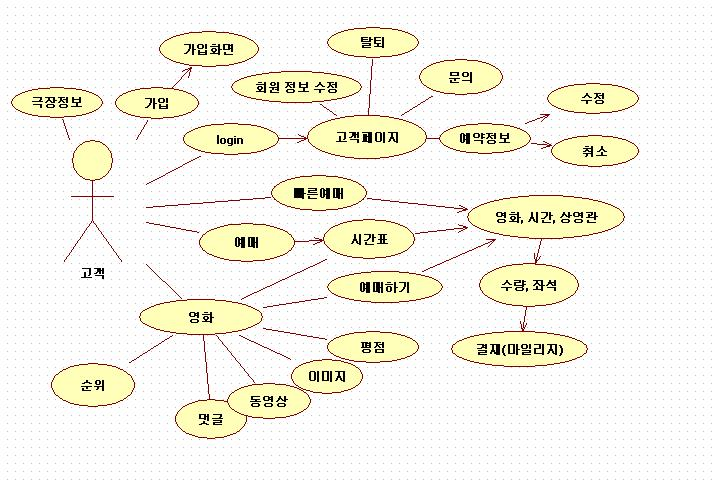 탈퇴
가입화면
문의
회원 정보 수정
극장정보
가입
수정
login
고객페이지
예약정보
취소
빠른예매
영화, 시간, 상영관
예매
시간표
고객
예매하기
수량, 좌석
영화
평점
결재(마일리지)
이미지
순위
동영상
댓글